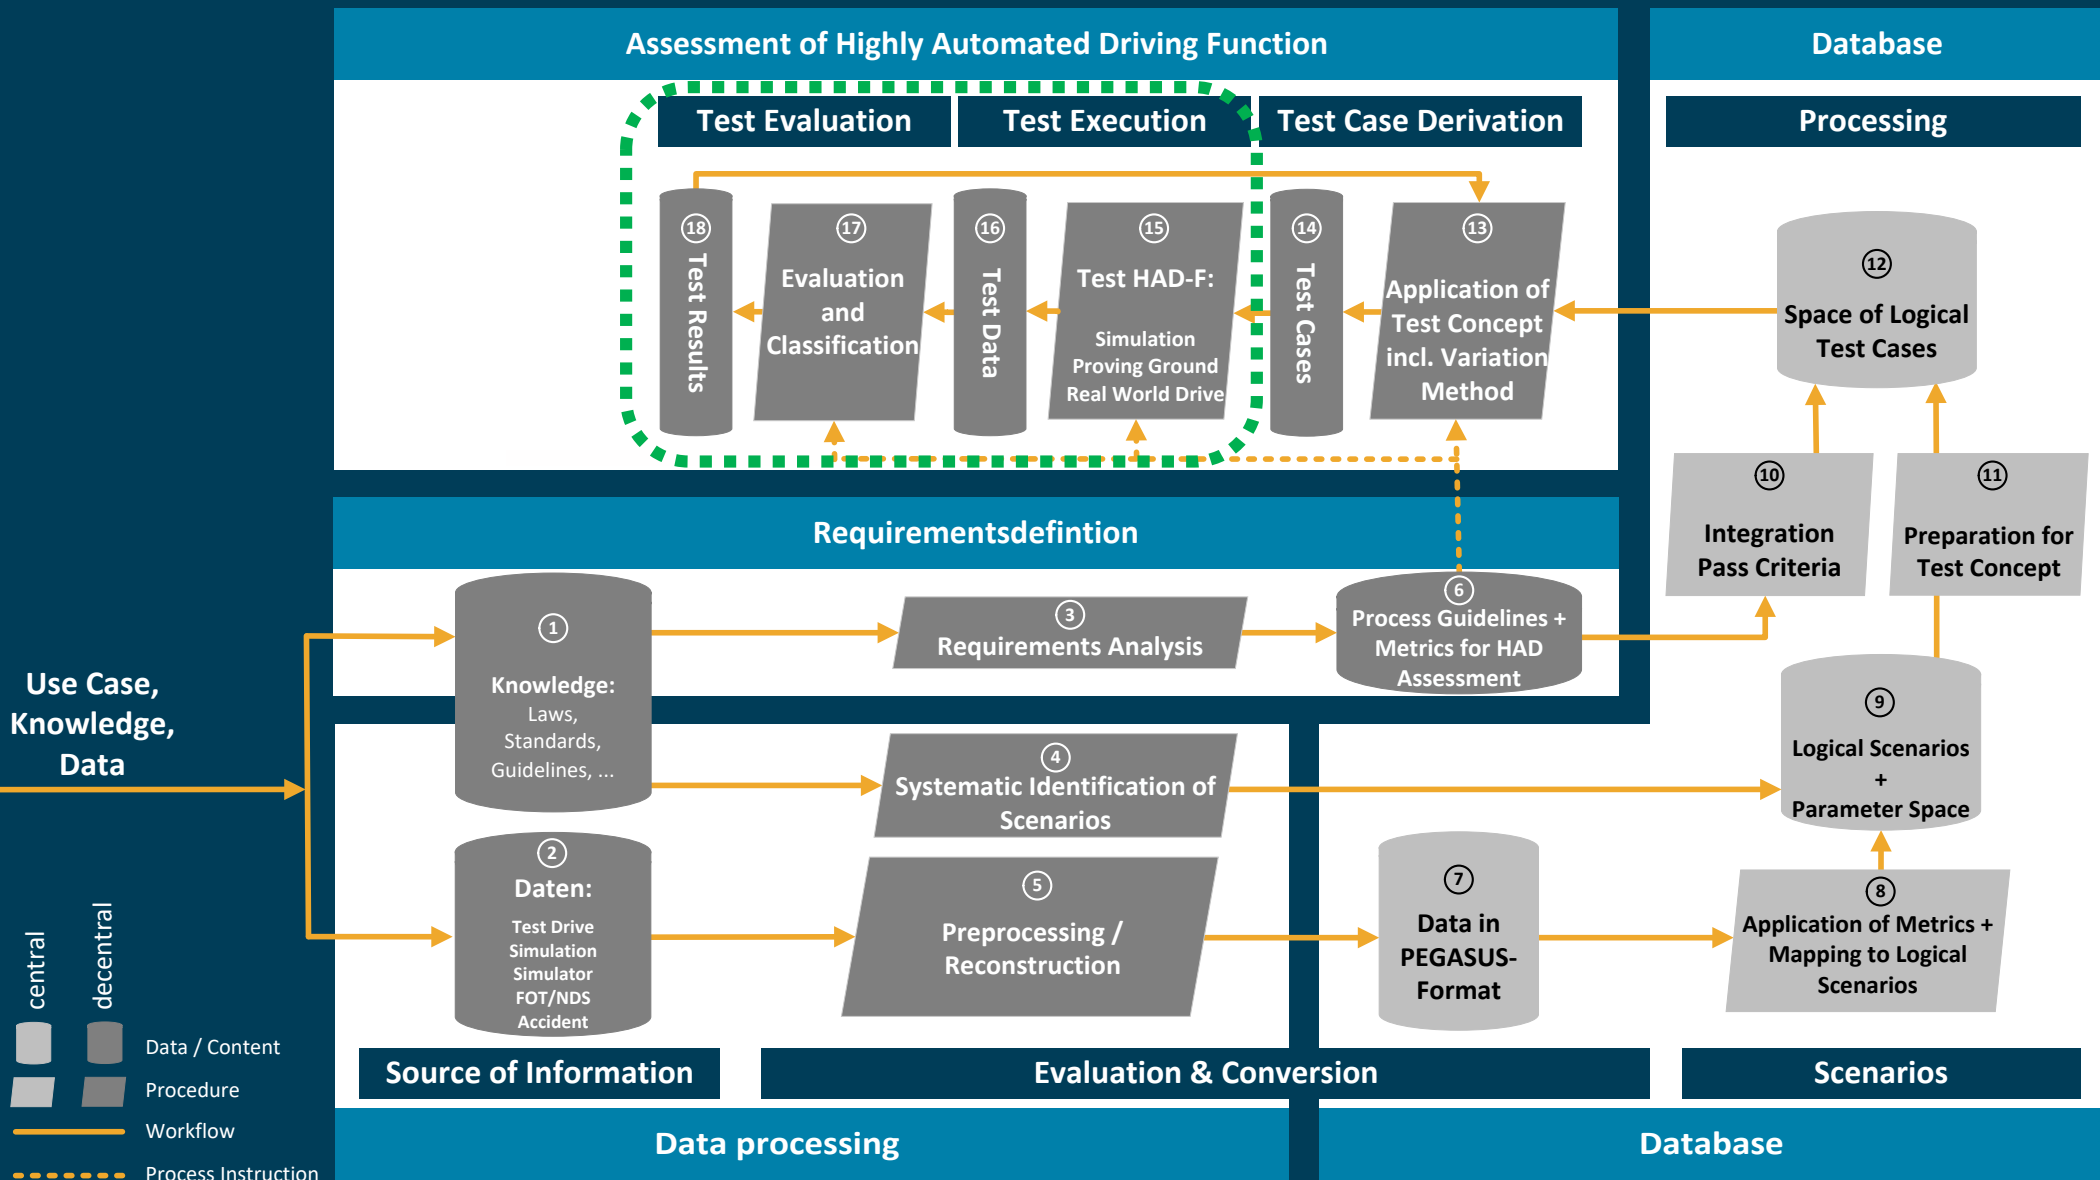 Assessment of Highly Automated Driving Function
Database
Test Evaluation
Test Execution
Test Case Derivation
Processing
18
Test Results
17
Evaluation
and
Classification
16
Test Data
15
Test HAD-F:
Simulation
Proving Ground
Real World Drive
14
Test Cases
13
Application of
Test Concept
incl. Variation
Method
12
Space of Logical
Test Cases
10
Integration
Pass Criteria
11
Preparation for
Test Concept
Requirementsdefintion
1
Knowledge:
Laws,
Standards,
Guidelines, ...
3
Requirements Analysis
6
Process Guidelines +
Metrics for HAD
Assessment
Use Case,
Knowledge,
Data
4
Systematic Identification of
Scenarios
9
Logical Scenarios
+
Parameter Space
2
Daten:
Test Drive
Simulation
Simulator
FOT/NDS
Accident
5
Preprocessing /
Reconstruction
7
Data in
PEGASUS-
Format
8
Application of Metrics +
Mapping to Logical
Scenarios
central
decentral
Data / Content
Procedure
Workflow
Process Instruction
Source of Information
Evaluation & Conversion
Scenarios
Data processing
Database